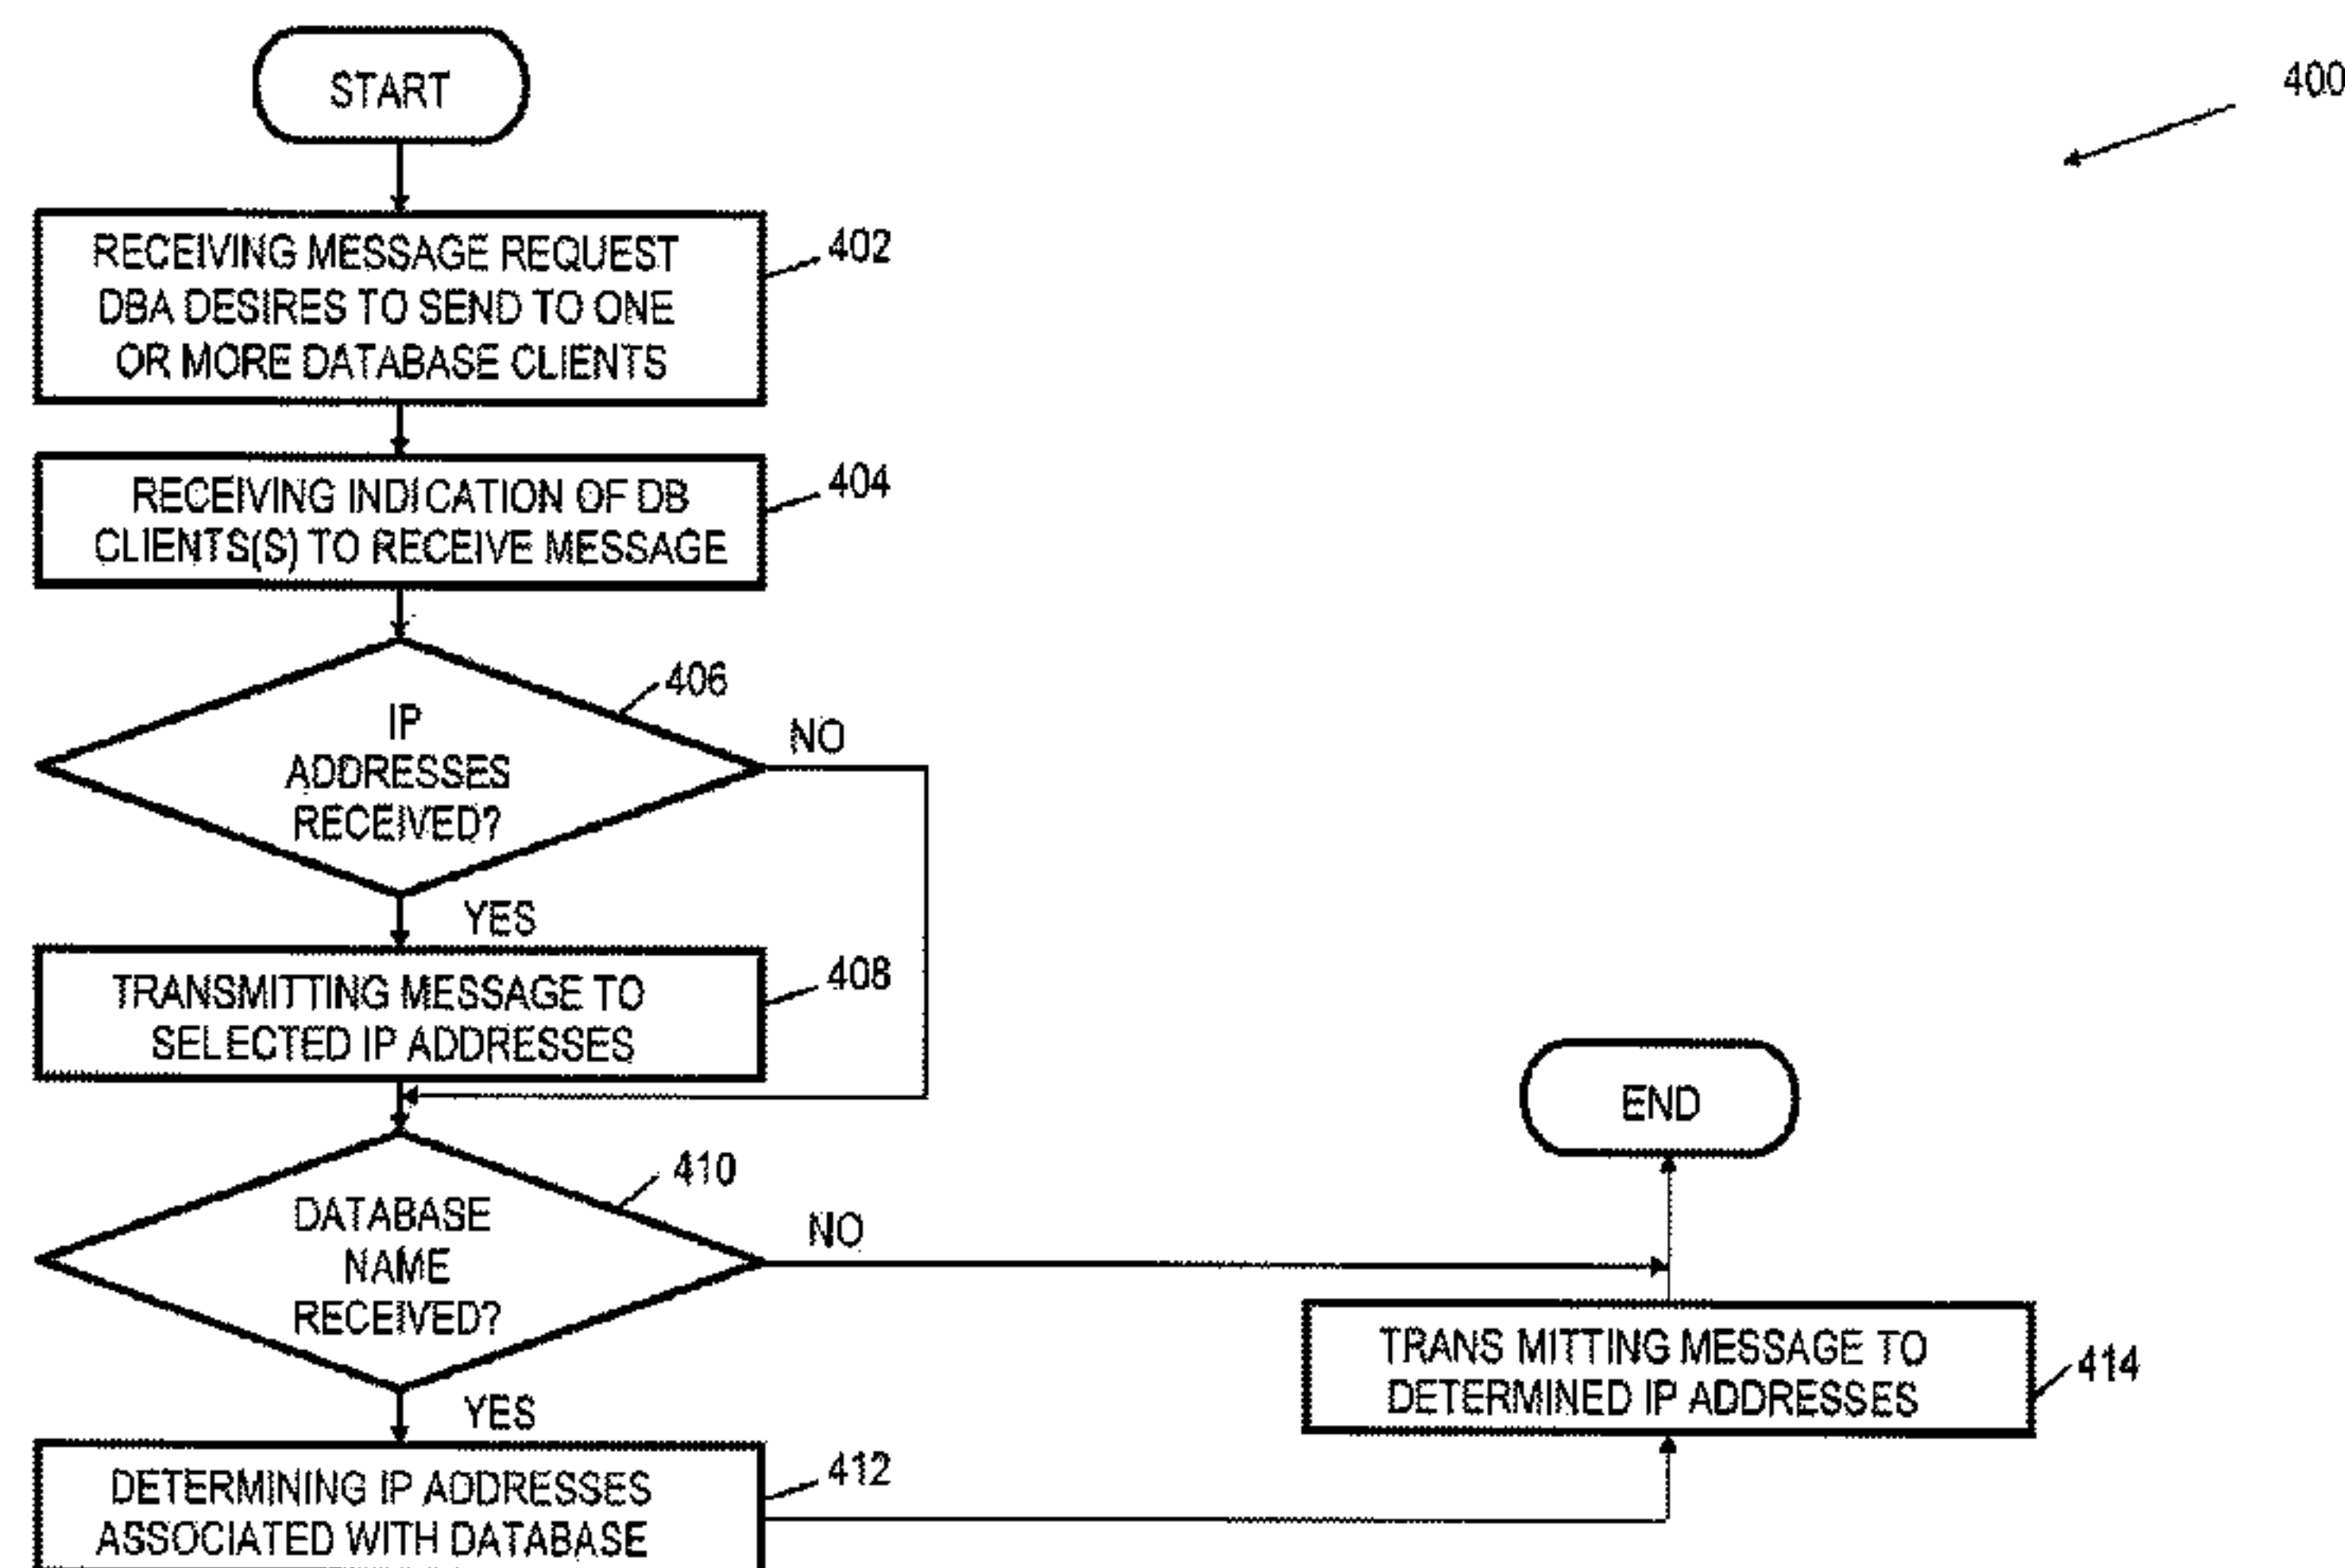 START
400
RECEIVING MESSAGE REQUEST
DBA DESIRES TO SEND TO ONE
OR MORE DATABASE CLIENTS
402
RECEIVING INDICATION OF DB
CLIENTS(S) TO RECEIVE MESSAGE
404
IP
ADDRESSES
RECEIVED?
406
NO
YES
TRANSMITTING MESSAGE TO
SELECTED IP ADDRESSES
408
DATABASE
NAME
RECEIVED?
410
NO
YES
DETERMINING IP ADDRESSES
ASSOCIATED WITH DATABASE
412
TRANS MITTING MESSAGE TO
DETERMINED IP ADDRESSES
414
END